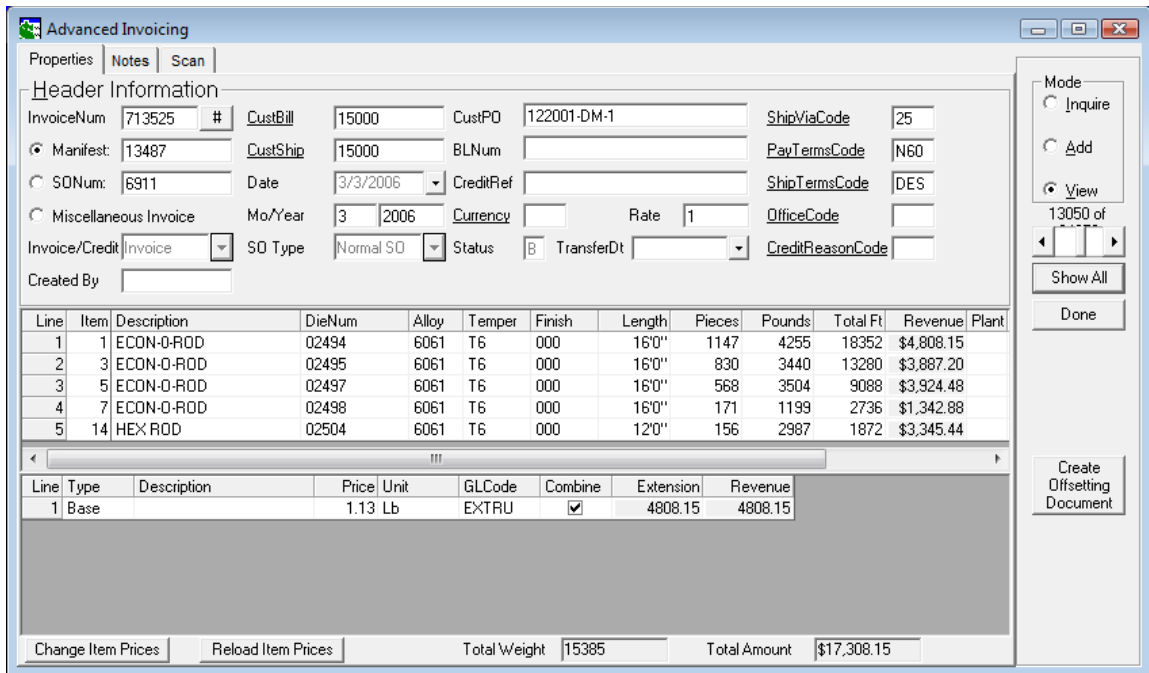 Advanced Invoicing
Properties Notes Scan
Header Information
InvoiceNum 713525 # CustBill 15000 CustPO 122001-DM-1 ShipViaCode 25
Manifest: 13487 CustShip 15000 BLNum PayTermsCode N60
SONum: 6911 Date 3/3/2006 CreditRef ShipTermsCode DES
Miscellaneous Invoice Mo/Year 3 2006 Currency Rate 1 OfficeCode
Invoice/Credit Invoice SO Type Normal SO Status B TransferDt CreditReasonCode
Created By
Mode
Inquire
Add
View
13050 of
Show All
Done
Line Item Description DieNum Alloy Temper Finish Length Pieces Pounds Total Ft Revenue Plant
1 1 ECON-O-ROD 02494 6061 T6 000 16'0'' 1147 4255 18352 $4,808.15
2 3 ECON-O-ROD 02495 6061 T6 000 16'0'' 830 3440 13280 $3,887.20
3 5 ECON-O-ROD 02497 6061 T6 000 16'0'' 568 3504 9088 $3,924.48
4 7 ECON-O-ROD 02498 6061 T6 000 16'0'' 171 1199 2736 $1,342.88
5 14 HEX ROD 02504 6061 T6 000 12'0'' 156 2987 1872 $3,345.44
Line Type Description Price Unit GLCode Combine Extension Revenue
1 Base 1.13 Lb EXTRU 4808.15 4808.15
Create
Offsetting
Document
Change Item Prices Reload Item Prices Total Weight 15385 Total Amount $17,308.15